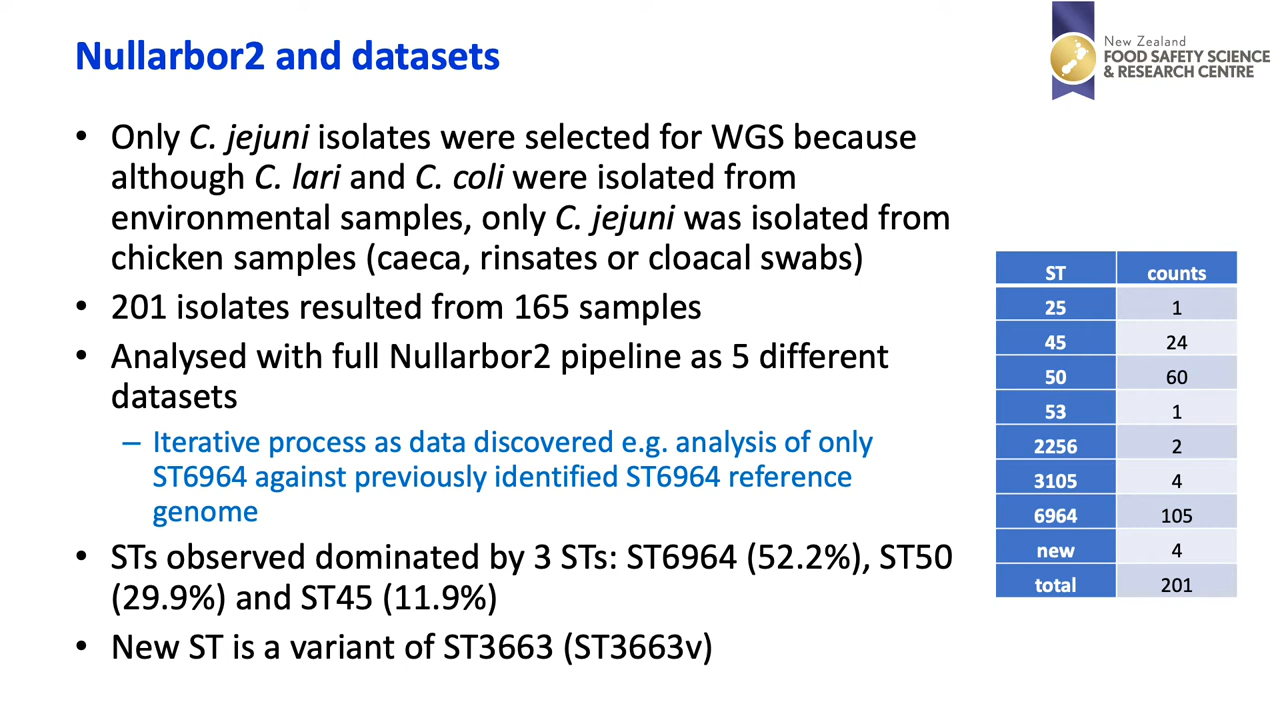 Nullarbor2 and datasets
New Zealand
FOOD SAFETY SCIENCE
& RESEARCH CENTRE
• Only C. jejuni isolates were selected for WGS because
although C. lari and C. coli were isolated from
environmental samples, only C. jejuni was isolated from
chicken samples (caeca, rinsates or cloacal swabs)
• 201 isolates resulted from 165 samples
• Analysed with full Nullarbor2 pipeline as 5 different
datasets
– Iterative process as data discovered e.g. analysis of only
ST6964 against previously identified ST6964 reference
genome
• STs observed dominated by 3 STs: ST6964 (52.2%), ST50
(29.9%) and ST45 (11.9%)
• New ST is a variant of ST3663 (ST3663v)
ST counts
25 1
45 24
50 60
53 1
2256 2
3105 4
6964 105
new 4
total 201